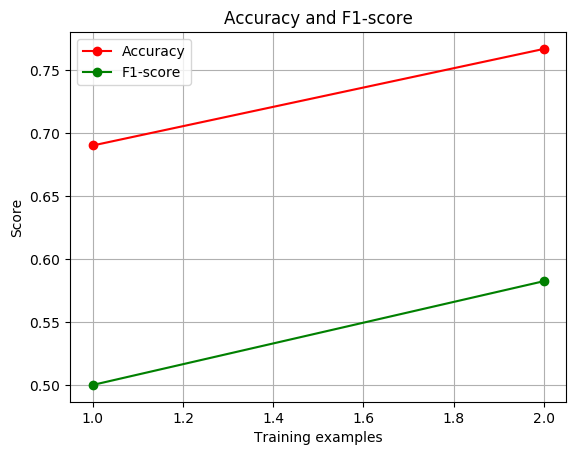 Accuracy and F1-score
Accuracy
F1-score
0.75
0.70
0.65
0.60
0.55
0.50
Score
1.0 1.2 1.4 1.6 1.8 2.0
Training examples